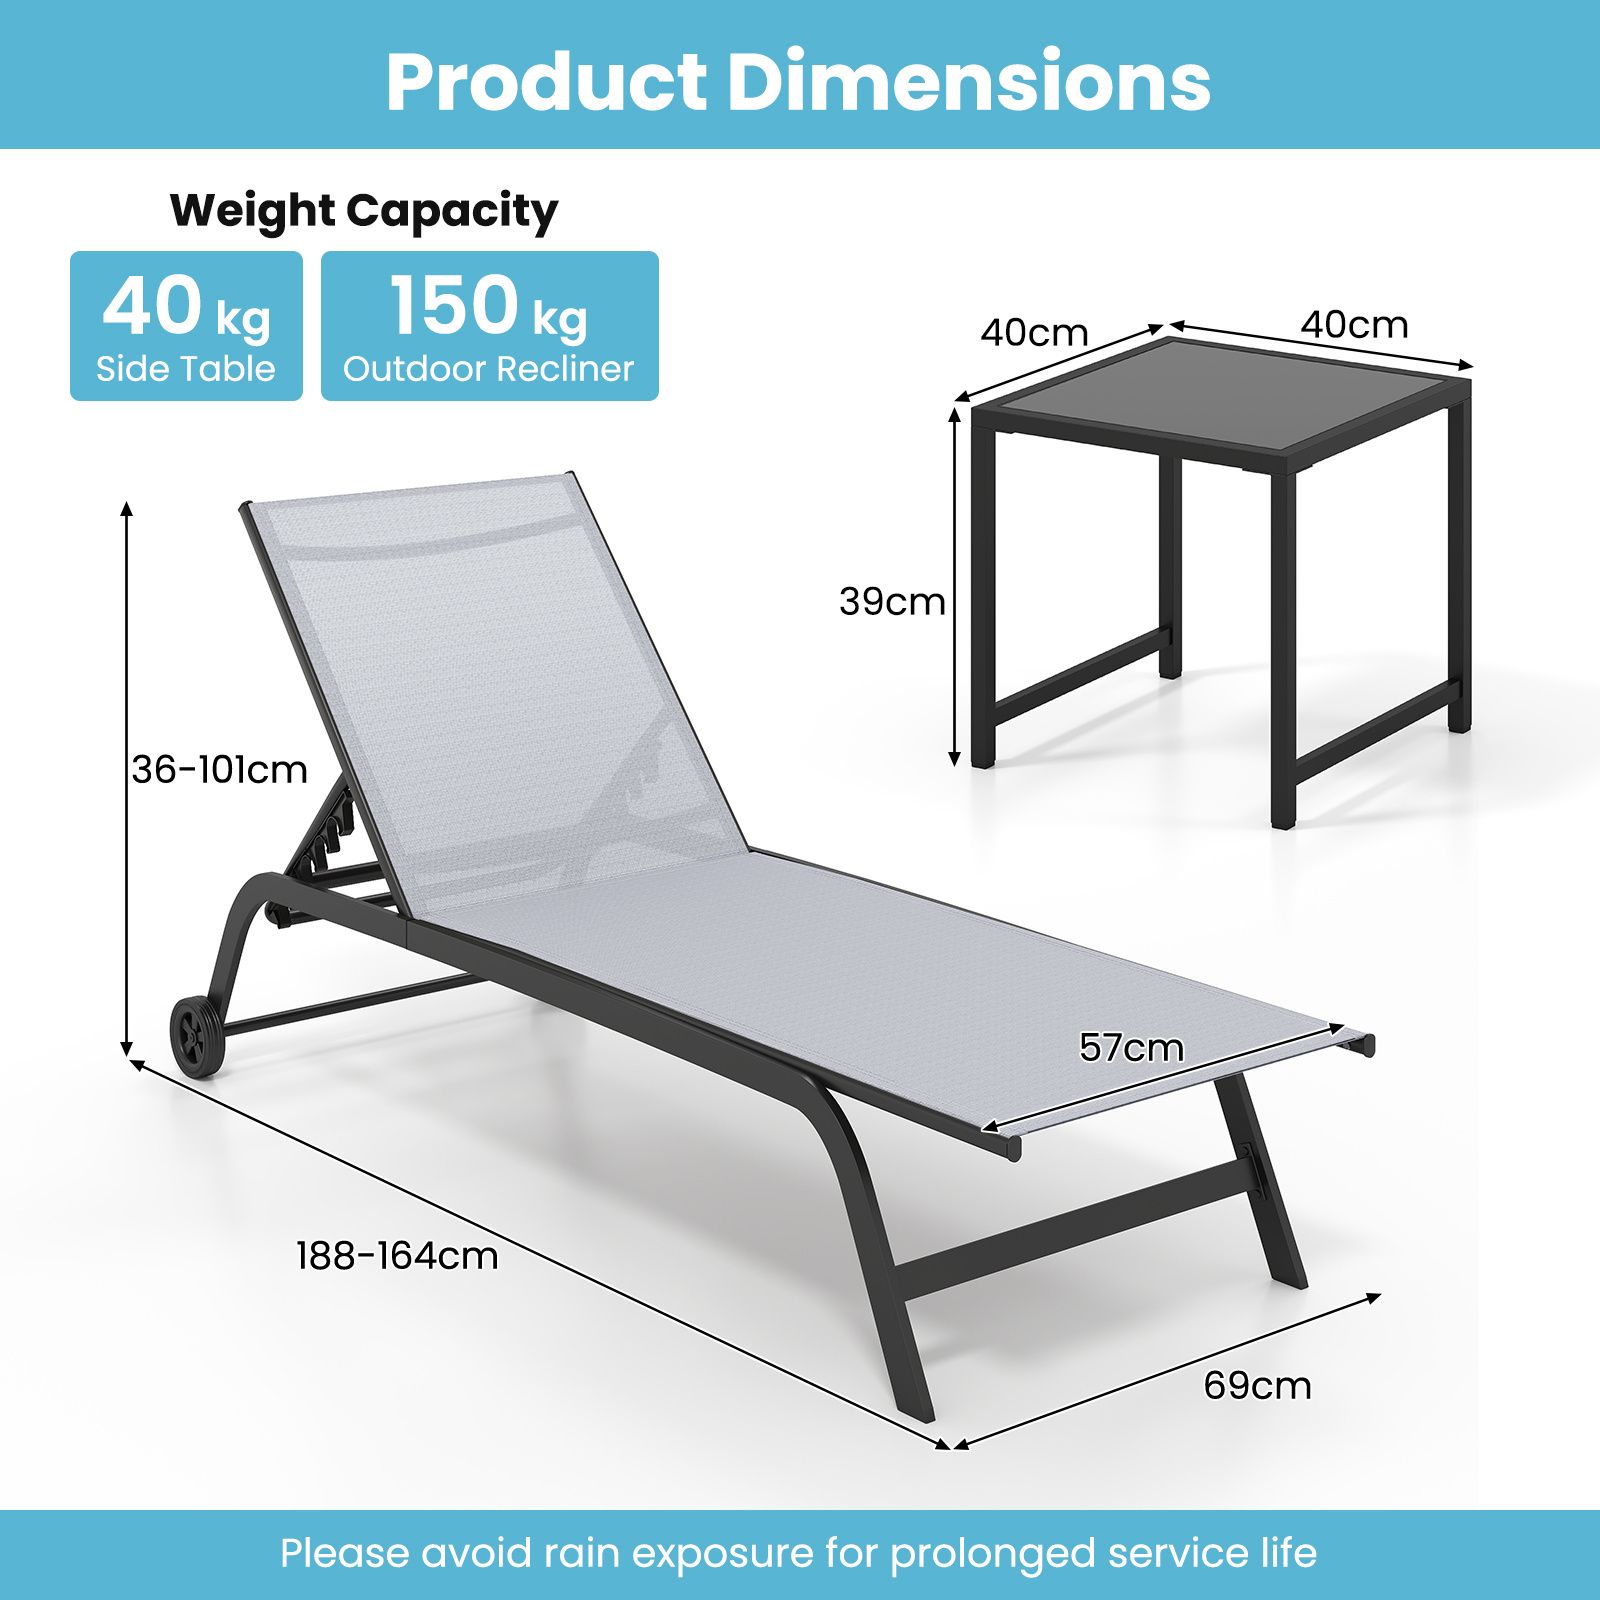 Product Dimensions
Weight Capacity
40 kg
Side Table
150 kg
Outdoor Recliner
40cm
40cm
39cm
36-101cm
57cm
188-164cm
69cm
Please avoid rain exposure for prolonged service life